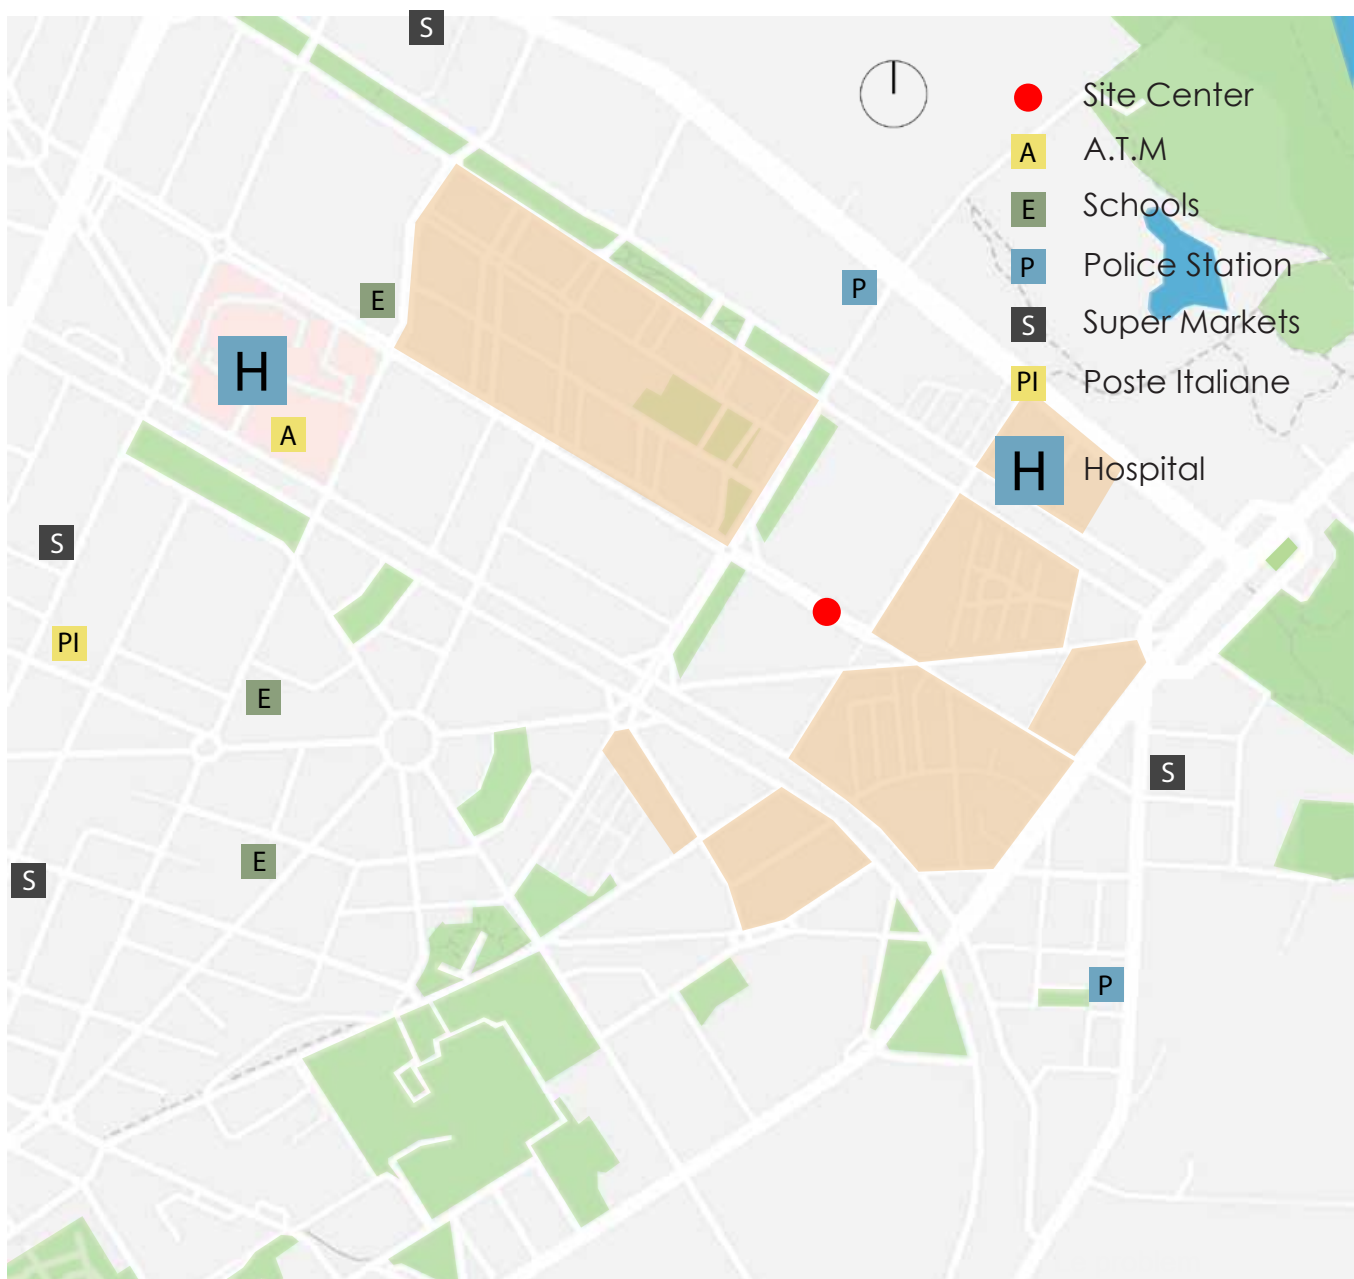 S
Site Center
A A.T.M
E Schools
P Police Station
S Super Markets
PI Poste Italiane
H Hospital
P
E
H
A
S
PI
E
S
E
S
P